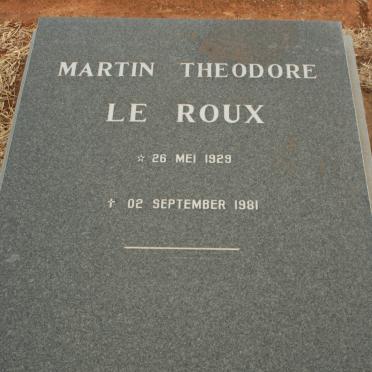 MARTIN THEODORE
LE ROUX
☆ 26 MEI 1929
† 02 SEPTEMBER 1981